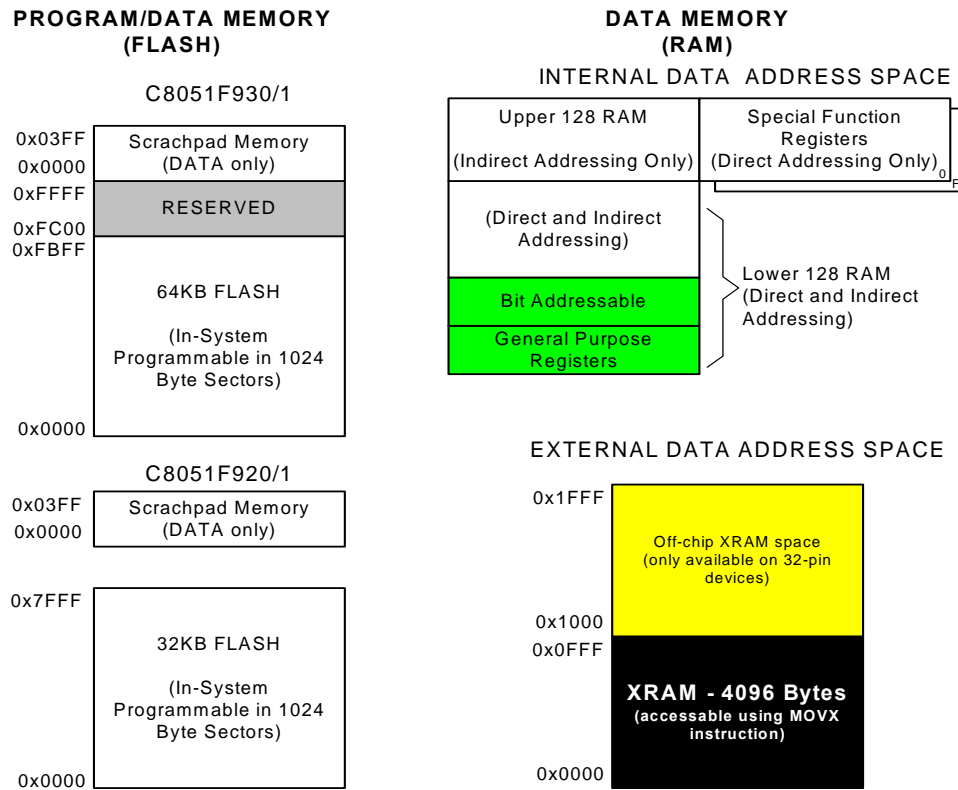 PROGRAM/DATA MEMORY
(FLASH)
C8051F930/1
0x03FF
Scrachpad Memory
(DATA only)
0x0000
0xFFFF
RESERVED
0xFC00
0xFBFF
64KB FLASH
(In-System
Programmable in 1024
Byte Sectors)
0x0000
C8051F920/1
0x03FF
Scrachpad Memory
(DATA only)
0x0000
0x7FFF
32KB FLASH
(In-System
Programmable in 1024
Byte Sectors)
0x0000
DATA MEMORY
(RAM)
INTERNAL DATA ADDRESS SPACE
Upper 128 RAM
(Indirect Addressing Only)
Special Function
Registers
(Direct Addressing Only)
0
F
(Direct and Indirect
Addressing)
Bit Addressable
General Purpose
Registers
Lower 128 RAM
(Direct and Indirect
Addressing)
EXTERNAL DATA ADDRESS SPACE
0x1FFF
Off-chip XRAM space
(only available on 32-pin
devices)
0x1000
0x0FFF
XRAM - 4096 Bytes
(accessable using MOVX
instruction)
0x0000